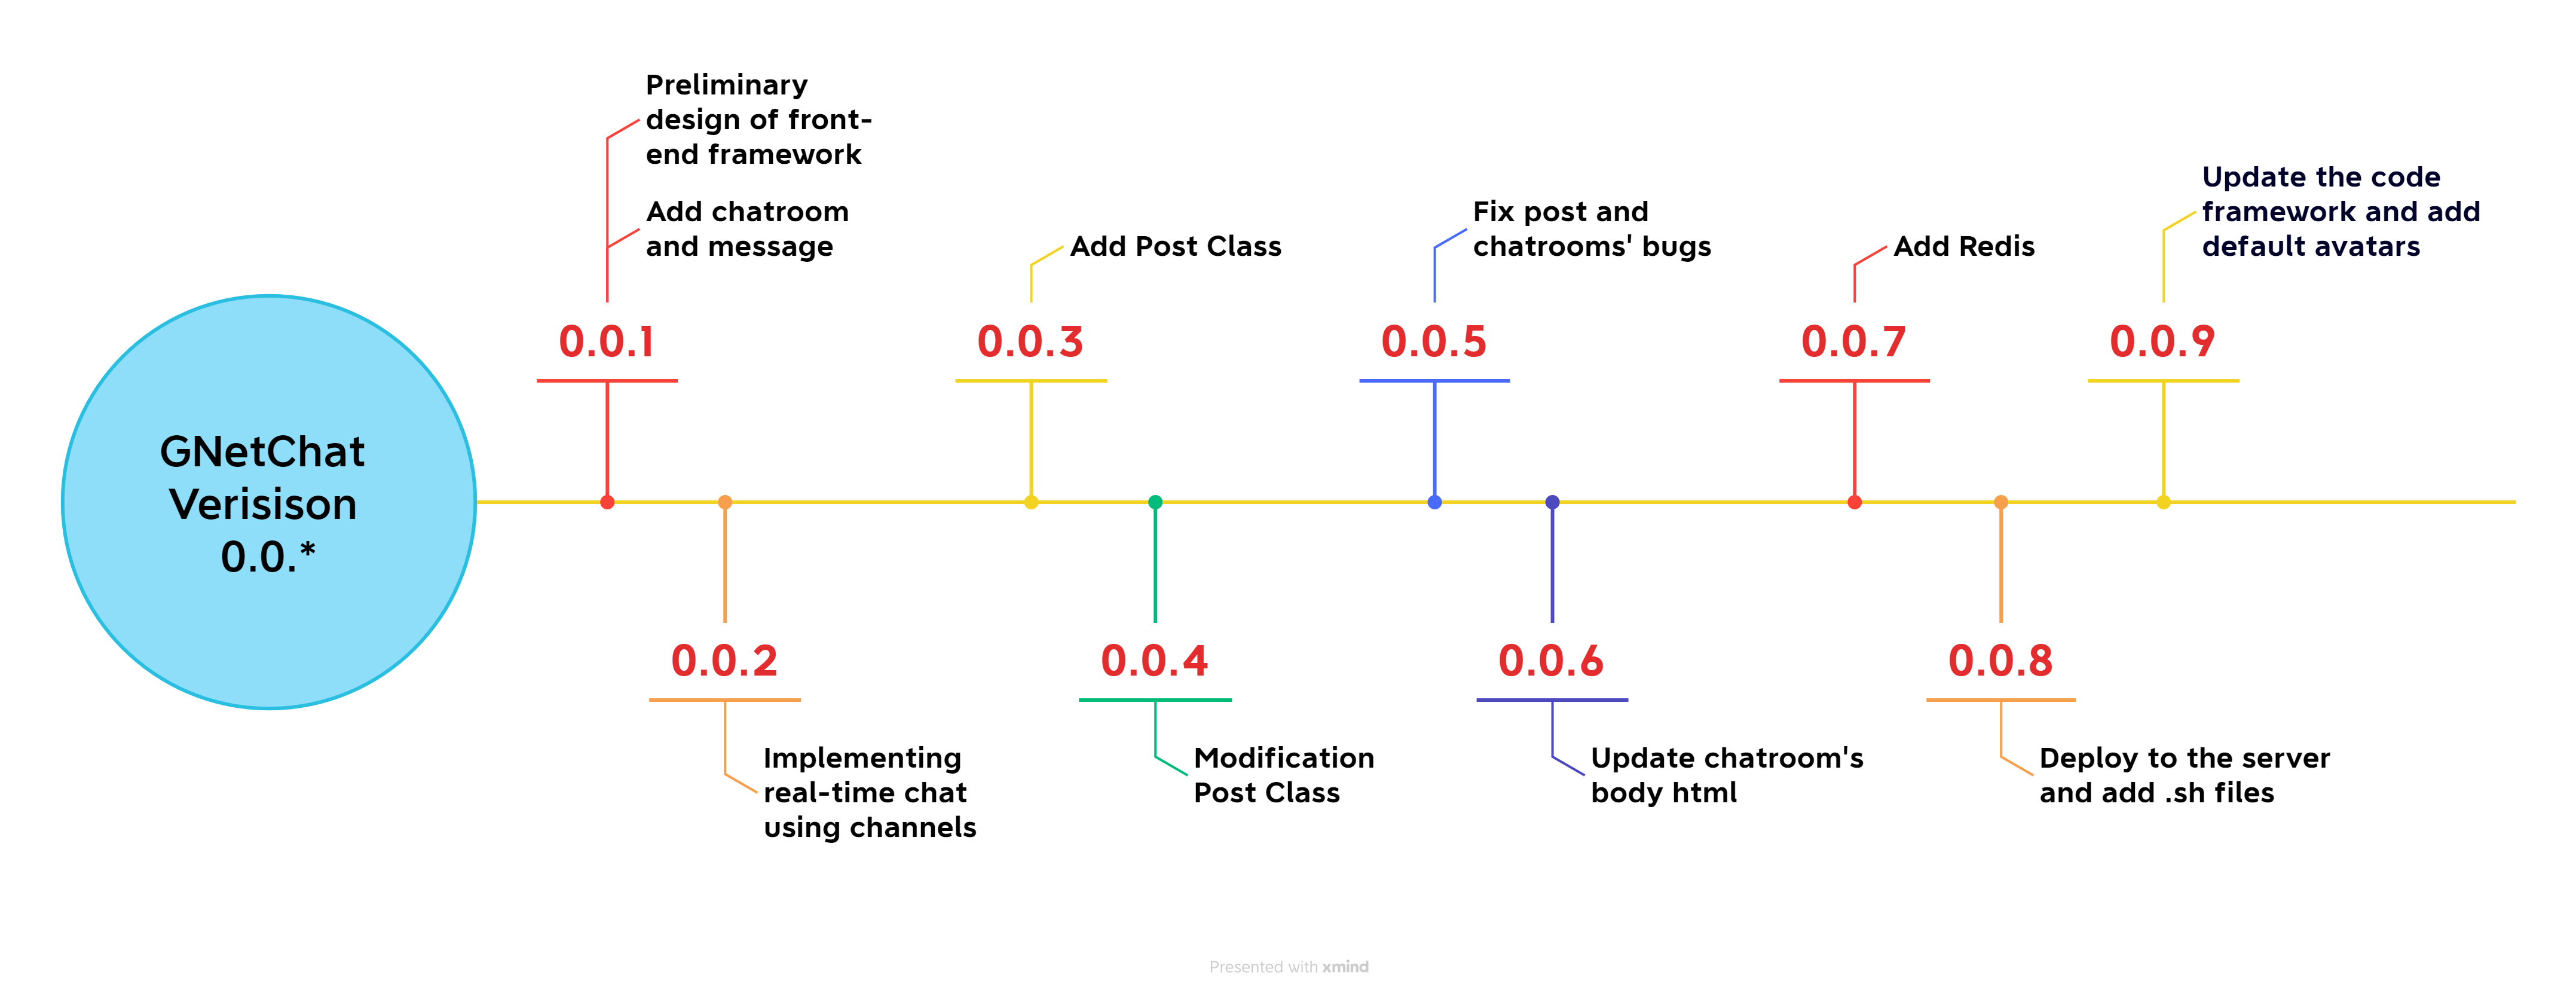 GNetChat
Verisison
0.0.*
Preliminary
design of front-
end framework
Add chatroom
and message
0.0.1
0.0.2
Implementing
real-time chat
using channels
Add Post Class
0.0.3
0.0.4
Modification
Post Class
Fix post and
chatrooms' bugs
0.0.5
0.0.6
Update chatroom's
body html
Add Redis
0.0.7
0.0.8
Deploy to the server
and add .sh files
Update the code
framework and add
default avatars
0.0.9
Presented with xmind